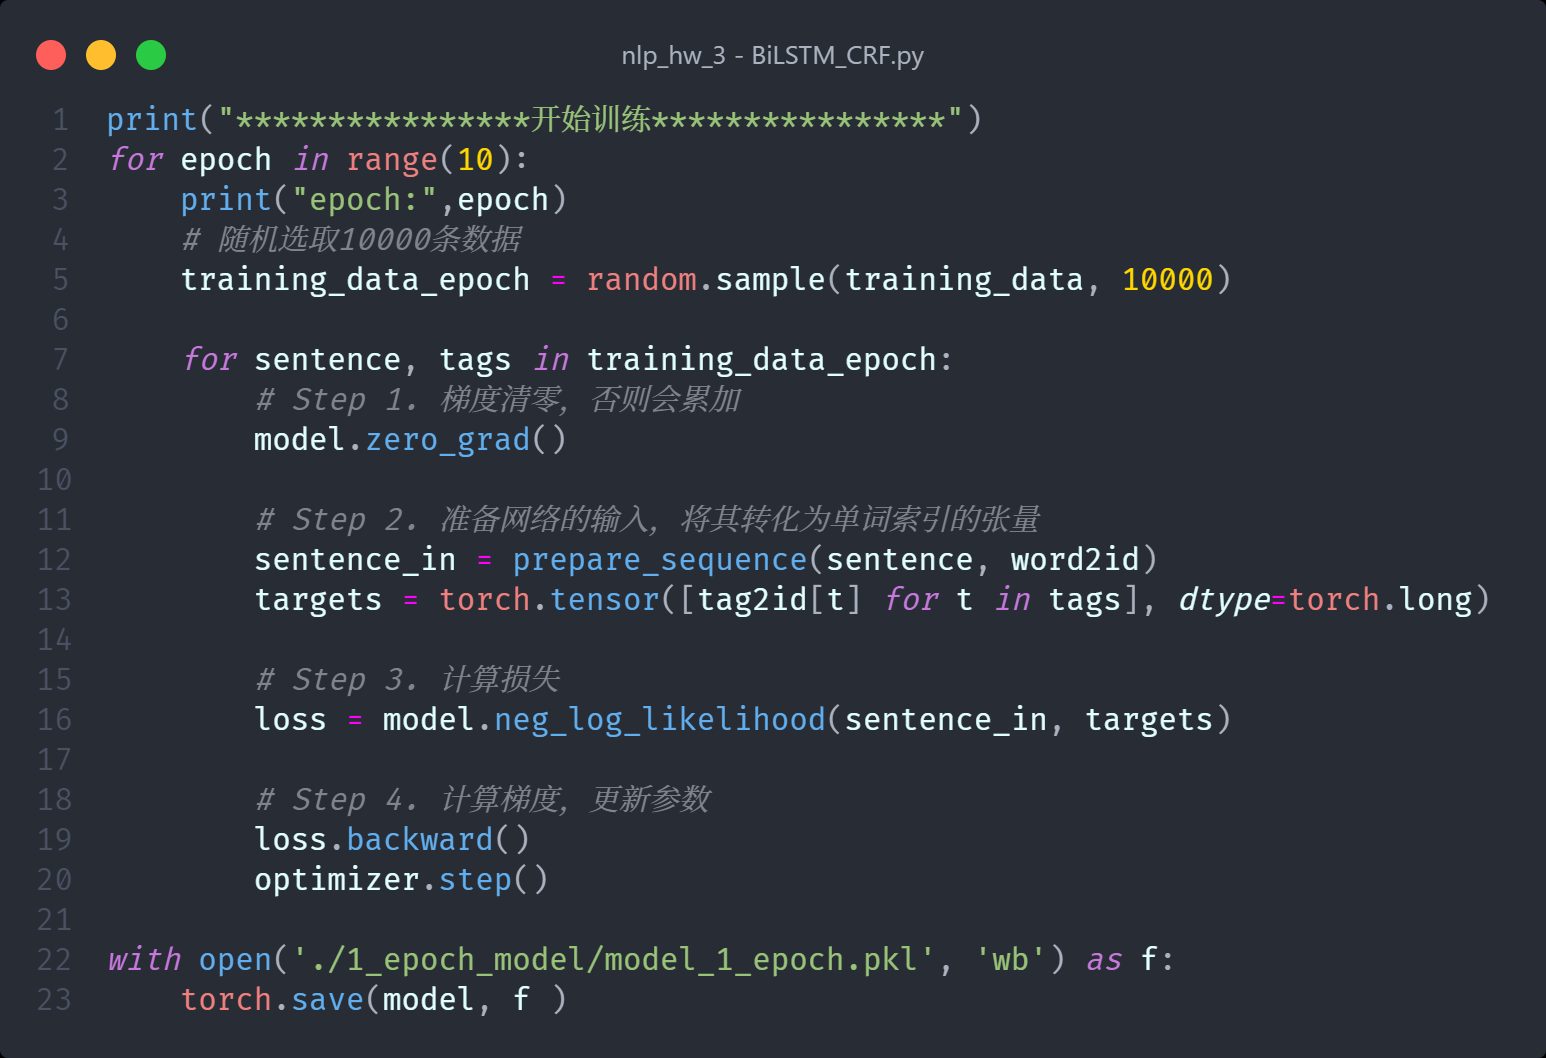 nlp_hw_3 - BiLSTM_CRF.py
1 print("****************开始训练****************")
2 for epoch in range(10):
3     print("epoch:",epoch)
4     # 随机选取10000条数据
5     training_data_epoch = random.sample(training_data, 10000)
6
7     for sentence, tags in training_data_epoch:
8         # Step 1. 梯度清零, 否则会累加
9         model.zero_grad()
10
11         # Step 2. 准备网络的输入, 将其转化为单词索引的张量
12         sentence_in = prepare_sequence(sentence, word2id)
13         targets = torch.tensor([tag2id[t] for t in tags], dtype=torch.long)
14
15         # Step 3. 计算损失
16         loss = model.neg_log_likelihood(sentence_in, targets)
17
18         # Step 4. 计算梯度, 更新参数
19         loss.backward()
20         optimizer.step()
21
22 with open('./1_epoch_model/model_1_epoch.pkl', 'wb') as f:
23     torch.save(model, f )